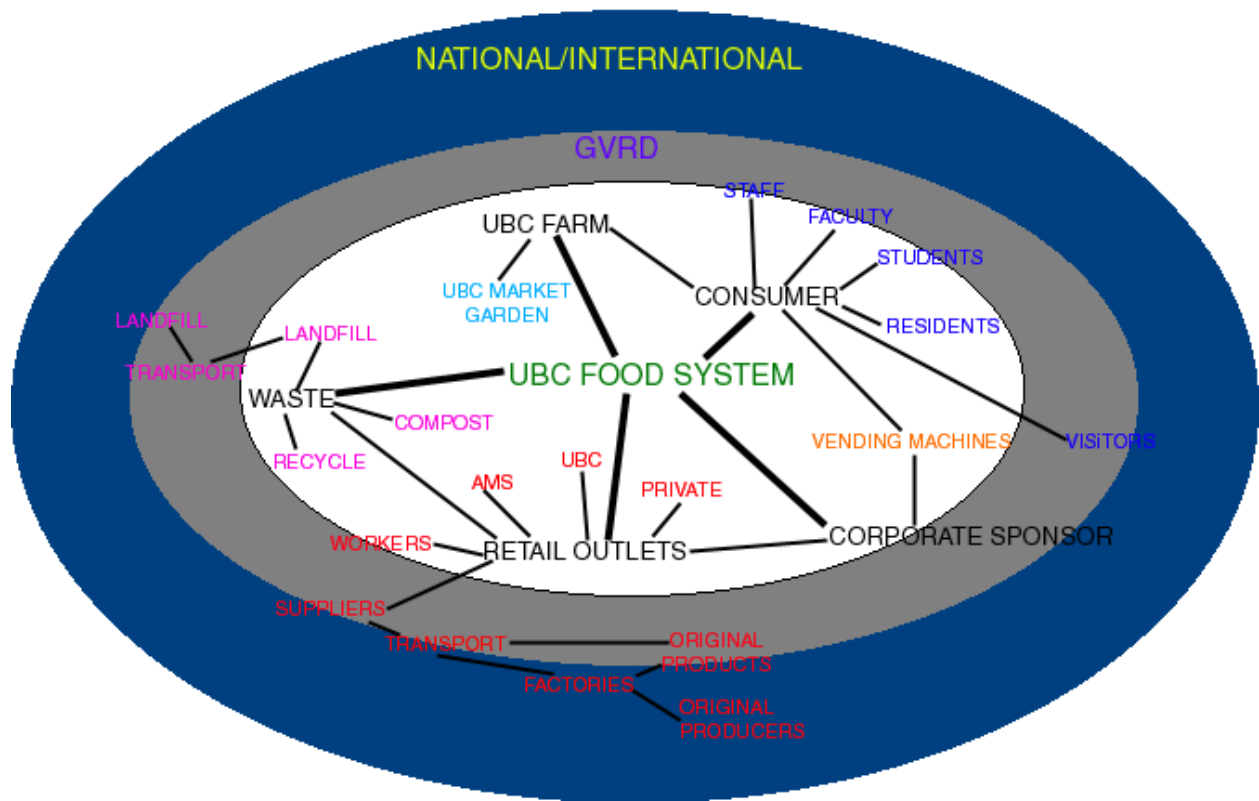 NATIONAL/INTERNATIONAL
GVRD
STAFF
FACULTY
UBC FARM
STUDENTS
UBC MARKET
GARDEN
CONSUMER
LANDFILL
LANDFILL
RESIDENTS
TRANSPORT
UBC FOOD SYSTEM
WASTE
COMPOST
VENDING MACHINES
VISiTORS
RECYCLE
UBC
AMS
PRIVATE
WORKERS
RETAIL OUTLETS
CORPORATE SPONSOR
SUPPLIERS
TRANSPORT
ORIGINAL
PRODUCTS
FACTORIES
ORIGINAL
PRODUCERS